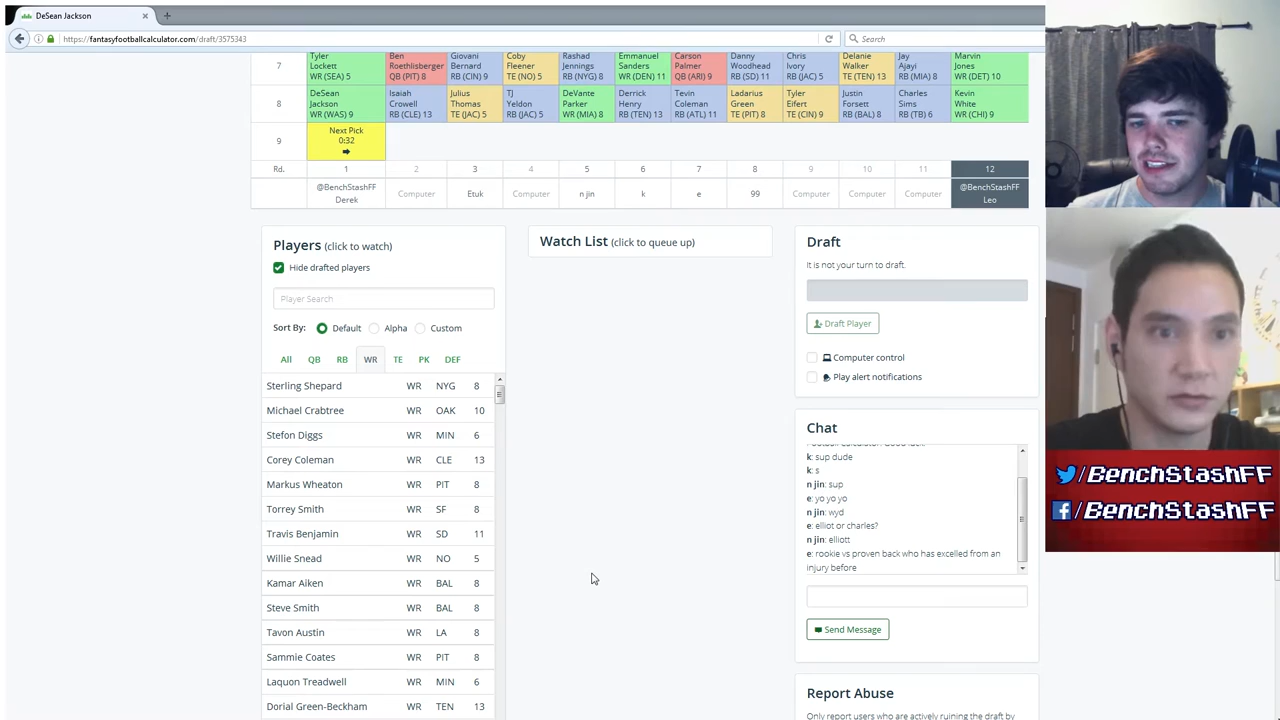 DeSean Jackson
https://fantasyfootballcalculator.com/draft/3575343
Search
7
Tyler Lockett WR (SEA) 5
Ben Roethlisberger QB (PIT) 8
Giovani Bernard RB (CIN) 9
Coby Fleener TE (NO) 5
Rashad Jennings RB (NYG) 8
Emmanuel Sanders WR (DEN) 11
Carson Palmer QB (ARI) 9
Danny Woodhead RB (SD) 11
Chris Ivory RB (JAC) 5
Delanie Walker TE (TEN) 13
Jay Ajayi RB (MIA) 8
Marvin Jones WR (DET) 10
8
DeSean Jackson WR (WAS) 9
Isaiah Crowell RB (CLE) 13
Julius Thomas TE (JAC) 5
TJ Yeldon RB (JAC) 5
DeVante Parker WR (MIA) 8
Derrick Henry RB (TEN) 13
Tevin Coleman RB (ATL) 11
Ladarius Green TE (PIT) 8
Tyler Eifert TE (CIN) 9
Justin Forsett RB (BAL) 8
Charles Sims RB (TB) 6
Kevin White WR (CHI) 9
9
Next Pick
0:32
Rd. 1 2 3 4 5 6 7 8 9 10 11 12
@BenchStashFF Derek
Computer
Etuk
Computer
n jin
k
e
99
Computer
Computer
Computer
@BenchStashFF Leo
Players (click to watch)
Hide drafted players
Player Search
Sort By: Default Alpha Custom
All QB RB WR TE PK DEF
Sterling Shepard WR NYG 8
Michael Crabtree WR OAK 10
Stefon Diggs WR MIN 6
Corey Coleman WR CLE 13
Markus Wheaton WR PIT 8
Torrey Smith WR SF 8
Travis Benjamin WR SD 11
Willie Snead WR NO 5
Kamar Aiken WR BAL 8
Steve Smith WR BAL 8
Tavon Austin WR LA 8
Sammie Coates WR PIT 8
Laquon Treadwell WR MIN 6
Dorial Green-Beckham WR TEN 13
Watch List (click to queue up)
Draft
It is not your turn to draft.
Draft Player
Computer control
Play alert notifications
Chat
k: sup dude
k: s
n jin: sup
e: yo yo yo
n jin: wyd
e: elliot or charles?
n jin: elliott
e: rookie vs proven back who has excelled from an
injury before
Send Message
Report Abuse
Only report users who are actively ruining the draft by
/BenchStashFF
/BenchStashFF